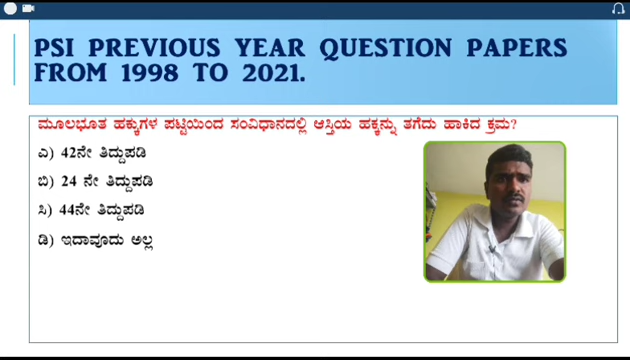 PSI PREVIOUS YEAR QUESTION PAPERS
FROM 1998 TO 2021.
ಮೂಲಭೂತ ಹಕ್ಕುಗಳ ಪಟ್ಟಿಯಿಂದ ಸಂವಿಧಾನದಲ್ಲಿ ಆಸ್ತಿಯ ಹಕ್ಕನ್ನು ತಗೆದು ಹಾಕಿದ ಕ್ರಮ?
ಎ) 42ನೇ ತಿದ್ದುಪಡಿ
ಬಿ) 24 ನೇ ತಿದ್ದುಪಡಿ
ಸಿ) 44ನೇ ತಿದ್ದುಪಡಿ
ಡಿ) ಇದಾವೂದು ಅಲ್ಲ